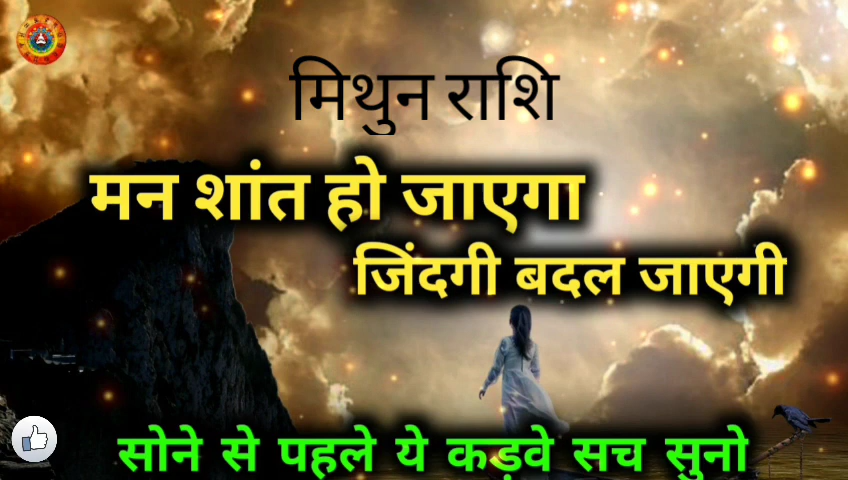 मिथुन राशि
मन शांत हो जाएगा
जिंदगी बदल जाएगी
सोने से पहले ये कड़वे सच सुनो